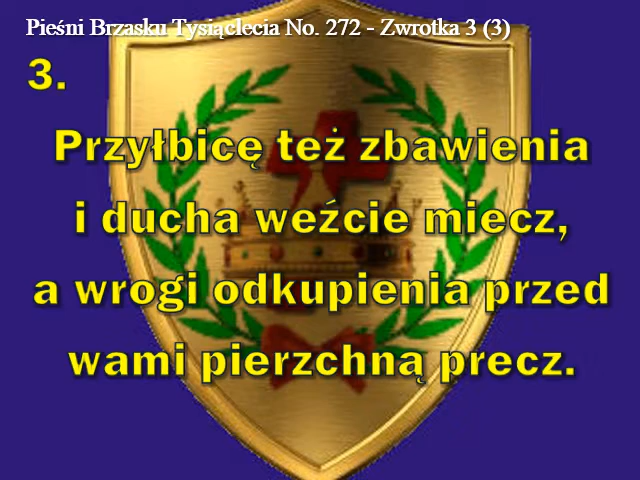 Pieśni Brzasku Tysiąclecia No. 272 - Zwrotka 3 (3)
3.
Przyłbicę też zbawienia
i ducha weźcie miecz,
a wrogi odkupienia przed
wami pierzchną precz.